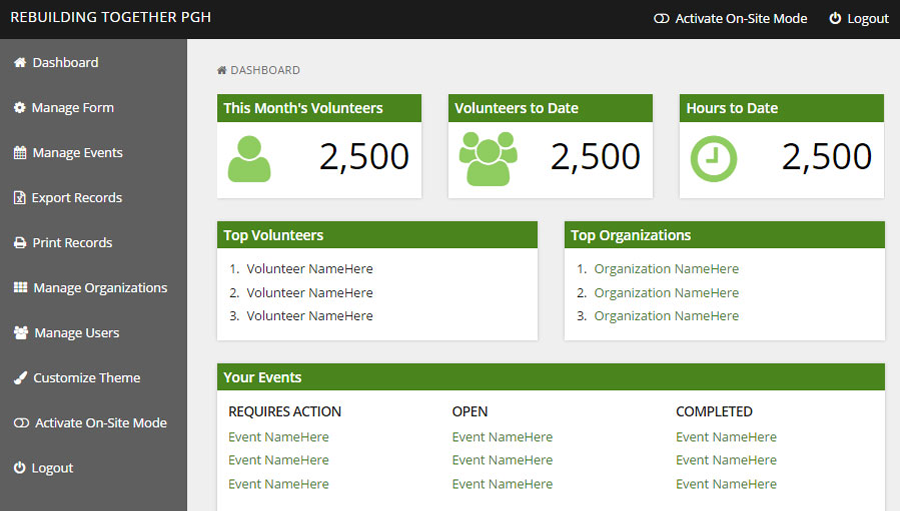 REBUILDING TOGETHER PGH
Activate On-Site Mode
Logout
Dashboard
Manage Form
Manage Events
Export Records
Print Records
Manage Organizations
Manage Users
Customize Theme
Activate On-Site Mode
Logout
DASHBOARD
This Month's Volunteers
2,500
Volunteers to Date
2,500
Hours to Date
2,500
Top Volunteers
1. Volunteer NameHere
2. Volunteer NameHere
3. Volunteer NameHere
Top Organizations
1. Organization NameHere
2. Organization NameHere
3. Organization NameHere
Your Events
REQUIRES ACTION
Event NameHere
Event NameHere
Event NameHere
OPEN
Event NameHere
Event NameHere
Event NameHere
COMPLETED
Event NameHere
Event NameHere
Event NameHere